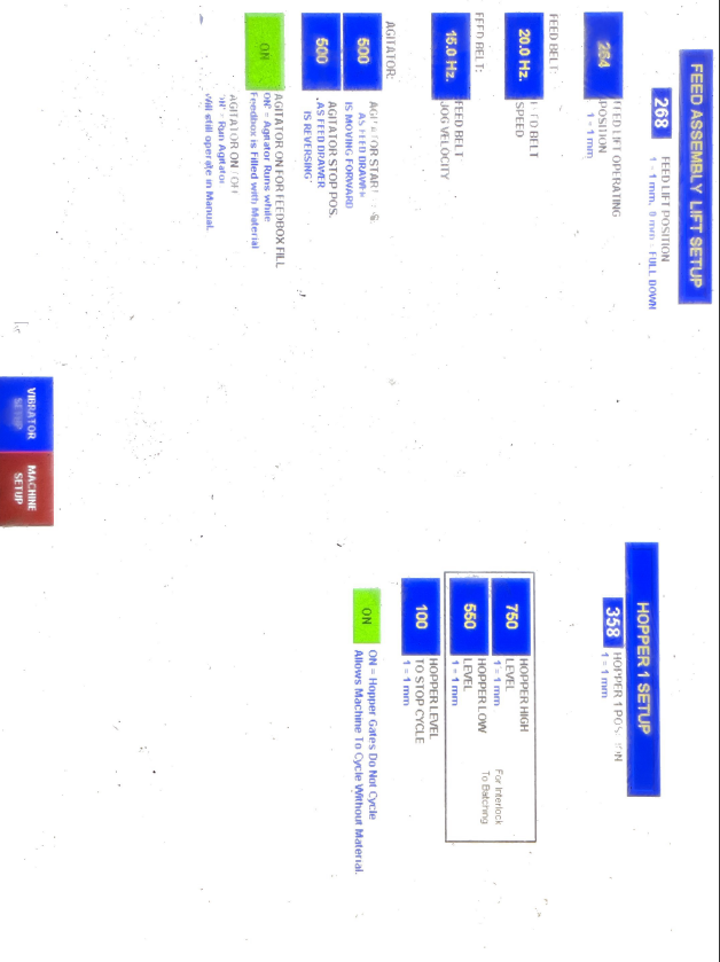 FEED ASSEMBLY LIFT SETUP
268
FEED LIFT POSITION
1 = 1 mm. 0 mm = FULL DOWN
264
FEED LIFT OPERATING
POSITION
1 = 1 mm
FEED BELT:
20.0 Hz.
FEED BELT
SPEED
FEED BELT:
15.0 Hz.
FEED BELT
JOG VELOCITY
AGITATOR:
500
AGITATOR START
AS FEED DRAWER
IS MOVING FORWARD
500
AGITATOR STOP POS.
AS FEED DRAWER
IS REVERSING
ON
AGITATOR ON FOR FEEDBOX FILL
ON = Agitator Runs while
Feedbox is Filled with Material
AGITATOR ON / OFF
ON = Run Agitator
Will still operate in Manual.
HOPPER 1 SETUP
358
HOPPER 1 POSITION
1 = 1 mm
750
HOPPER HIGH
LEVEL
1 = 1 mm
550
HOPPER LOW
LEVEL
1 = 1 mm
For Interlock
To Batching
100
HOPPER LEVEL
TO STOP CYCLE
1 = 1 mm
ON
ON = Hopper Gates Do Not Cycle
Allows Machine To Cycle Without Material.
VIBRATOR
SETUP
MACHINE
SETUP